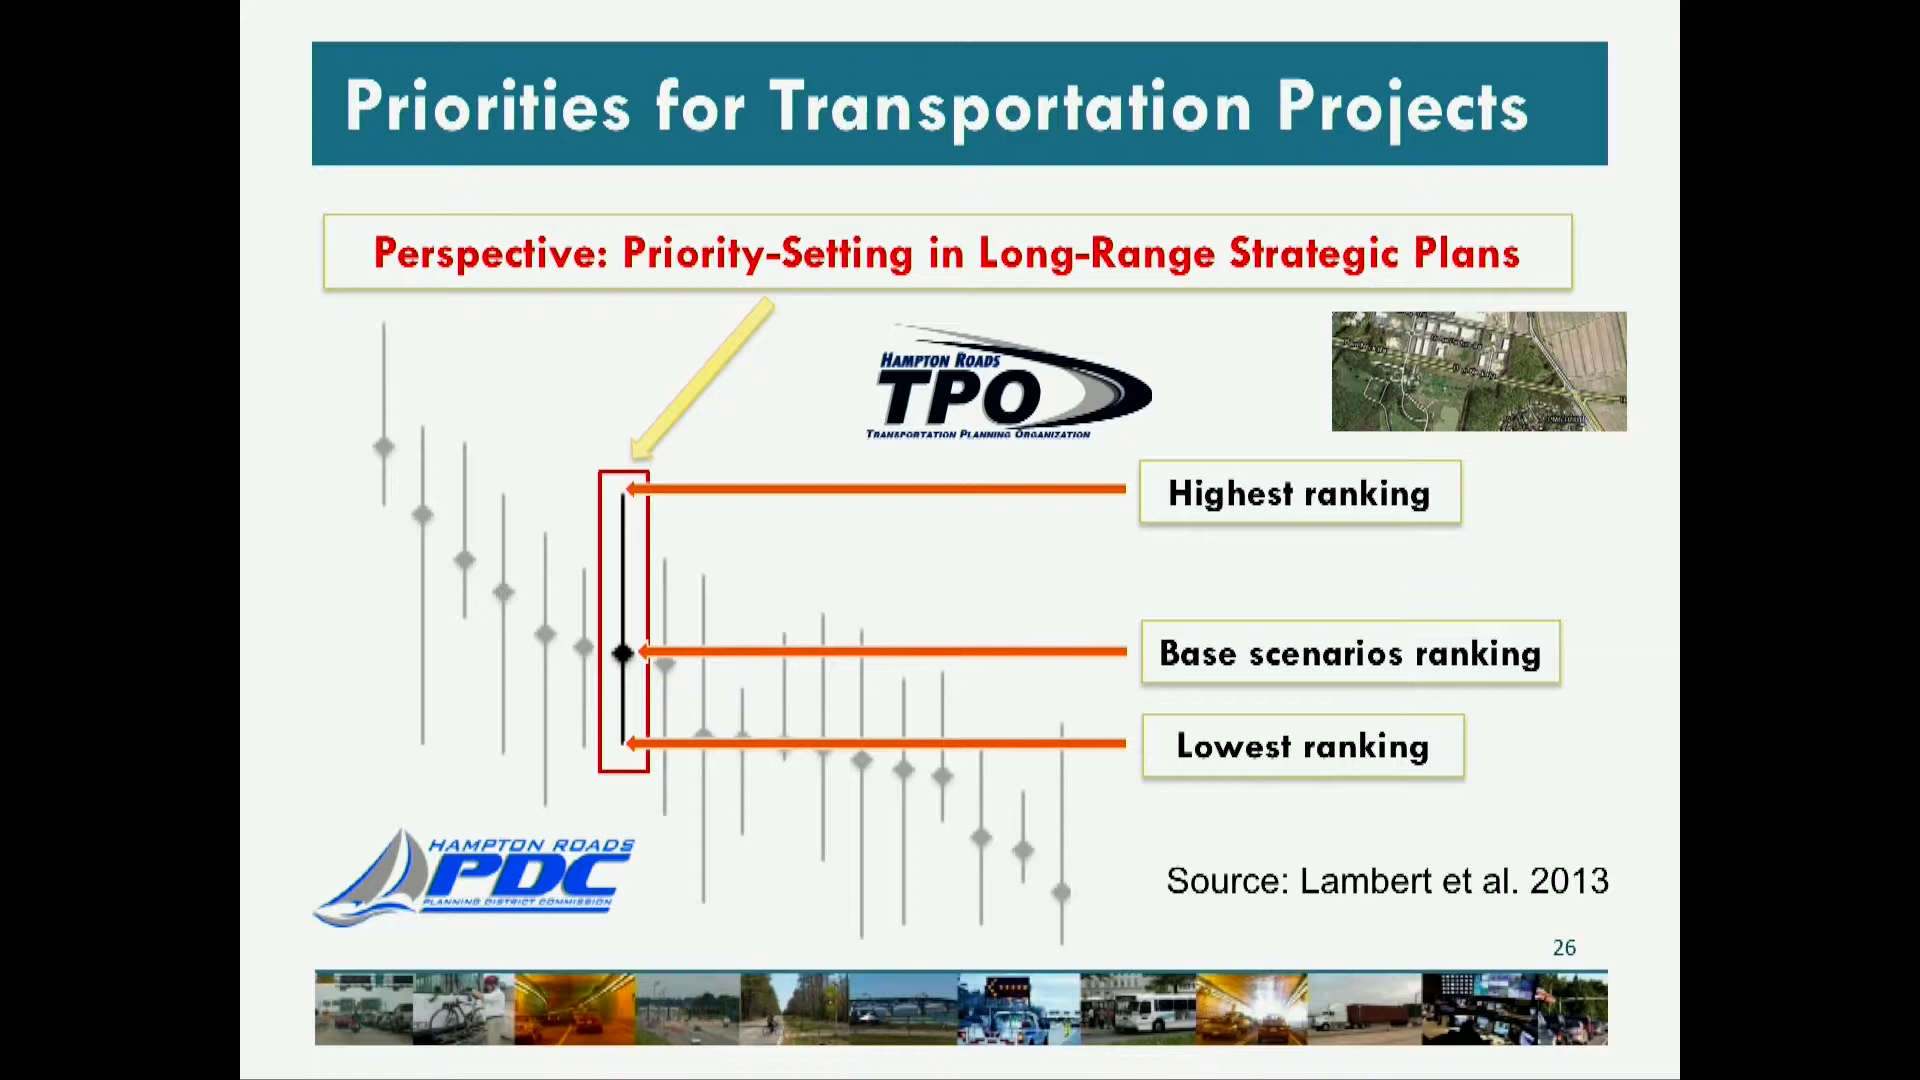 Priorities for Transportation Projects
Perspective: Priority-Setting in Long-Range Strategic Plans
HAMPTON ROADS
TPO
TRANSPORTATION PLANNING ORGANIZATION
Highest ranking
Base scenarios ranking
Lowest ranking
HAMPTON ROADS
PDC
PLANNING DISTRICT COMMISSION
Source: Lambert et al. 2013
26